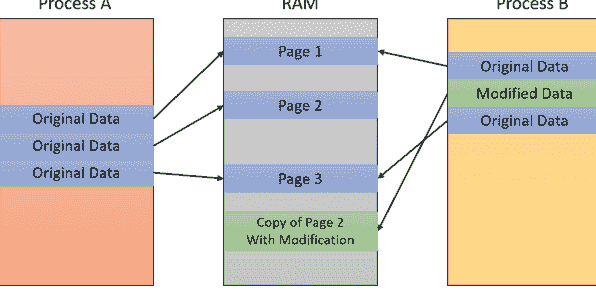 Process A
RAM
Process B
Page 1
Original Data
Modified Data
Original Data
Page 2
Original Data
Original Data
Original Data
Page 3
Copy of Page 2
With Modification